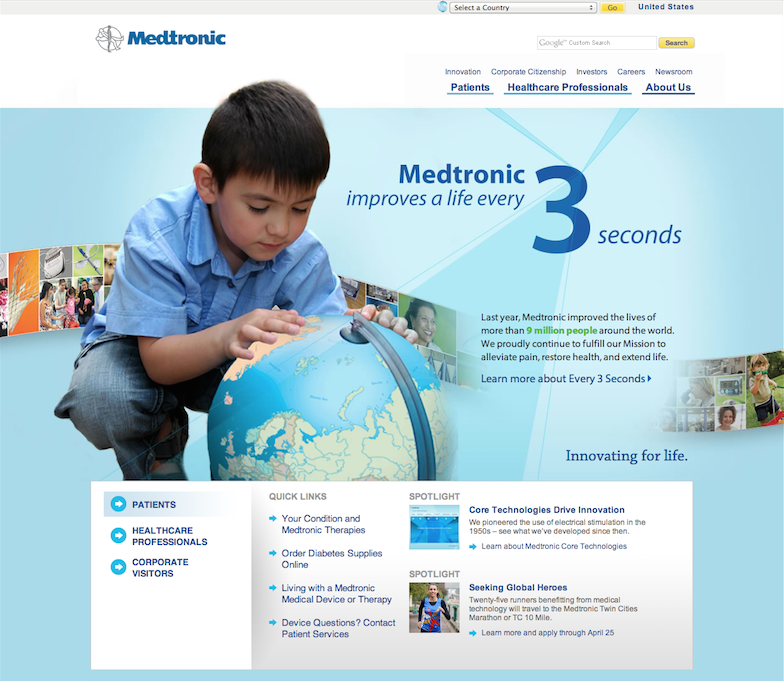 Select a Country
Go
United States
Medtronic
Google™ Custom Search
Search
Innovation Corporate Citizenship Investors Careers Newsroom
Patients Healthcare Professionals About Us
Medtronic
improves a life every 3 seconds
Last year, Medtronic improved the lives of
more than 9 million people around the world.
We proudly continue to fulfill our Mission to
alleviate pain, restore health, and extend life.
Learn more about Every 3 Seconds
Innovating for life.
PATIENTS
HEALTHCARE
PROFESSIONALS
CORPORATE
VISITORS
QUICK LINKS
Your Condition and
Medtronic Therapies
Order Diabetes Supplies
Online
Living with a Medtronic
Medical Device or Therapy
Device Questions? Contact
Patient Services
SPOTLIGHT
Core Technologies Drive Innovation
We pioneered the use of electrical stimulation in the
1950s – see what we've developed since then.
Learn about Medtronic Core Technologies
SPOTLIGHT
Seeking Global Heroes
Twenty-five runners benefitting from medical
technology will travel to the Medtronic Twin Cities
Marathon or TC 10 Mile.
Learn more and apply through April 25